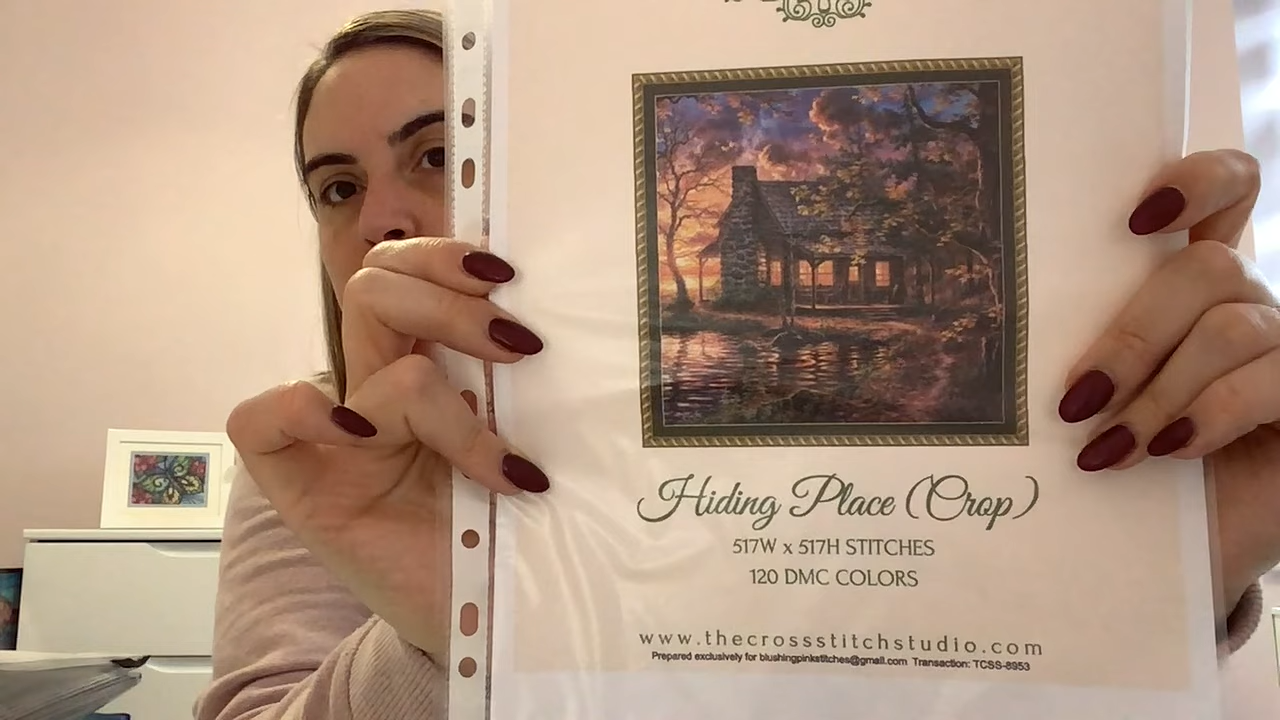 Hiding Place (Crop)
517W x 517H STITCHES
120 DMC COLORS
www.thecrossstitchstudio.com
Prepared exclusively for blushingpinkstitches@gmail.com Transaction: TCSS-8953